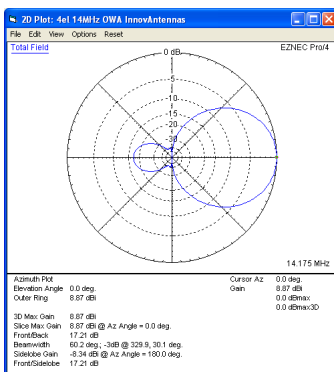 2D Plot: 4el 14MHz OWA InnovAntennas
File Edit View Options Reset
Total Field
0 dB
EZNEC Pro/4
-5
-10
-15
-20
-30
14.175 MHz
Azimuth Plot
Elevation Angle 0.0 deg.
Outer Ring 8.87 dBi
Cursor Az 0.0 deg.
Gain 8.87 dBi
0.0 dBmax
0.0 dBmax3D
3D Max Gain 8.87 dBi
Slice Max Gain 8.87 dBi @ Az Angle = 0.0 deg.
Front/Back 17.21 dB
Beamwidth 60.2 deg.; -3dB @ 329.9, 30.1 deg.
Sidelobe Gain -8.34 dBi @ Az Angle = 180.0 deg.
Front/Sidelobe 17.21 dB